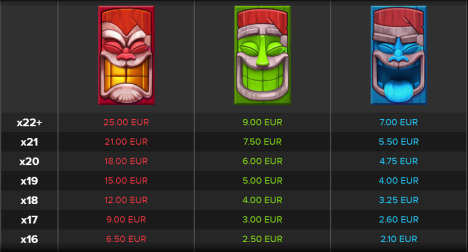 x22+ 25.00 EUR 9.00 EUR 7.00 EUR
x21 21.00 EUR 7.50 EUR 5.50 EUR
x20 18.00 EUR 6.00 EUR 4.75 EUR
x19 15.00 EUR 5.00 EUR 4.00 EUR
x18 12.00 EUR 4.00 EUR 3.25 EUR
x17 9.00 EUR 3.00 EUR 2.60 EUR
x16 6.50 EUR 2.50 EUR 2.10 EUR